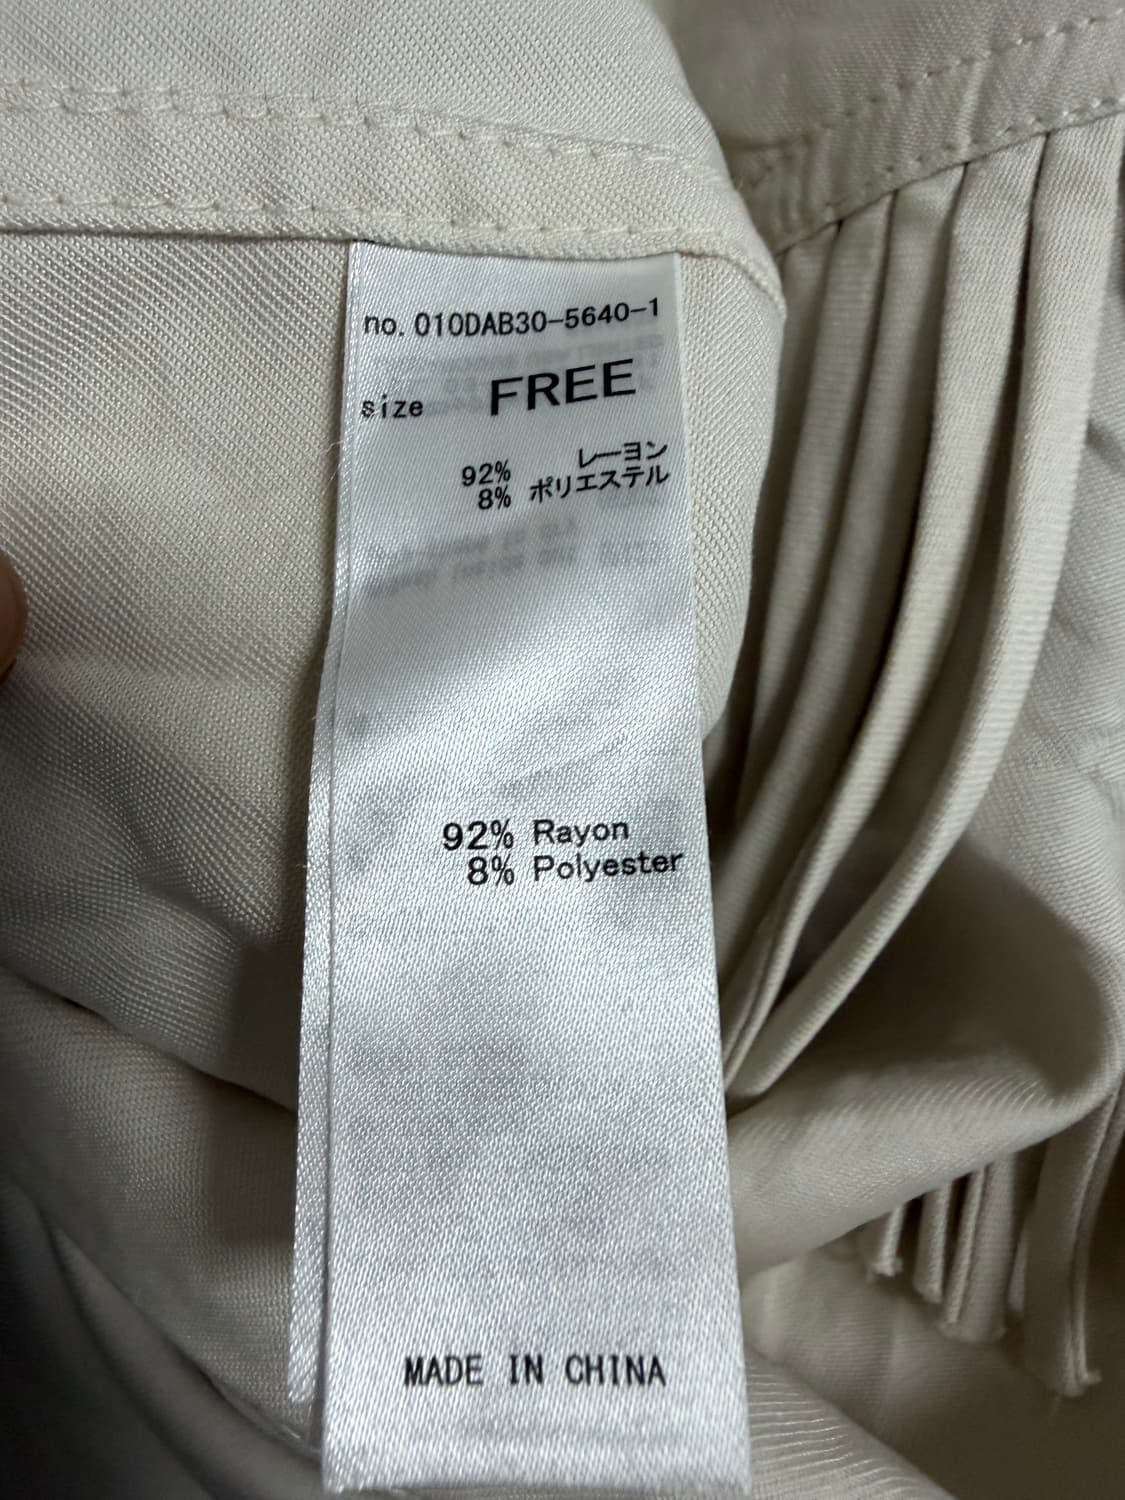 no. 010DAB30-5640-1
size FREE
92% レーヨン
8% ポリエステル
92% Rayon
8% Polyester
MADE IN CHINA